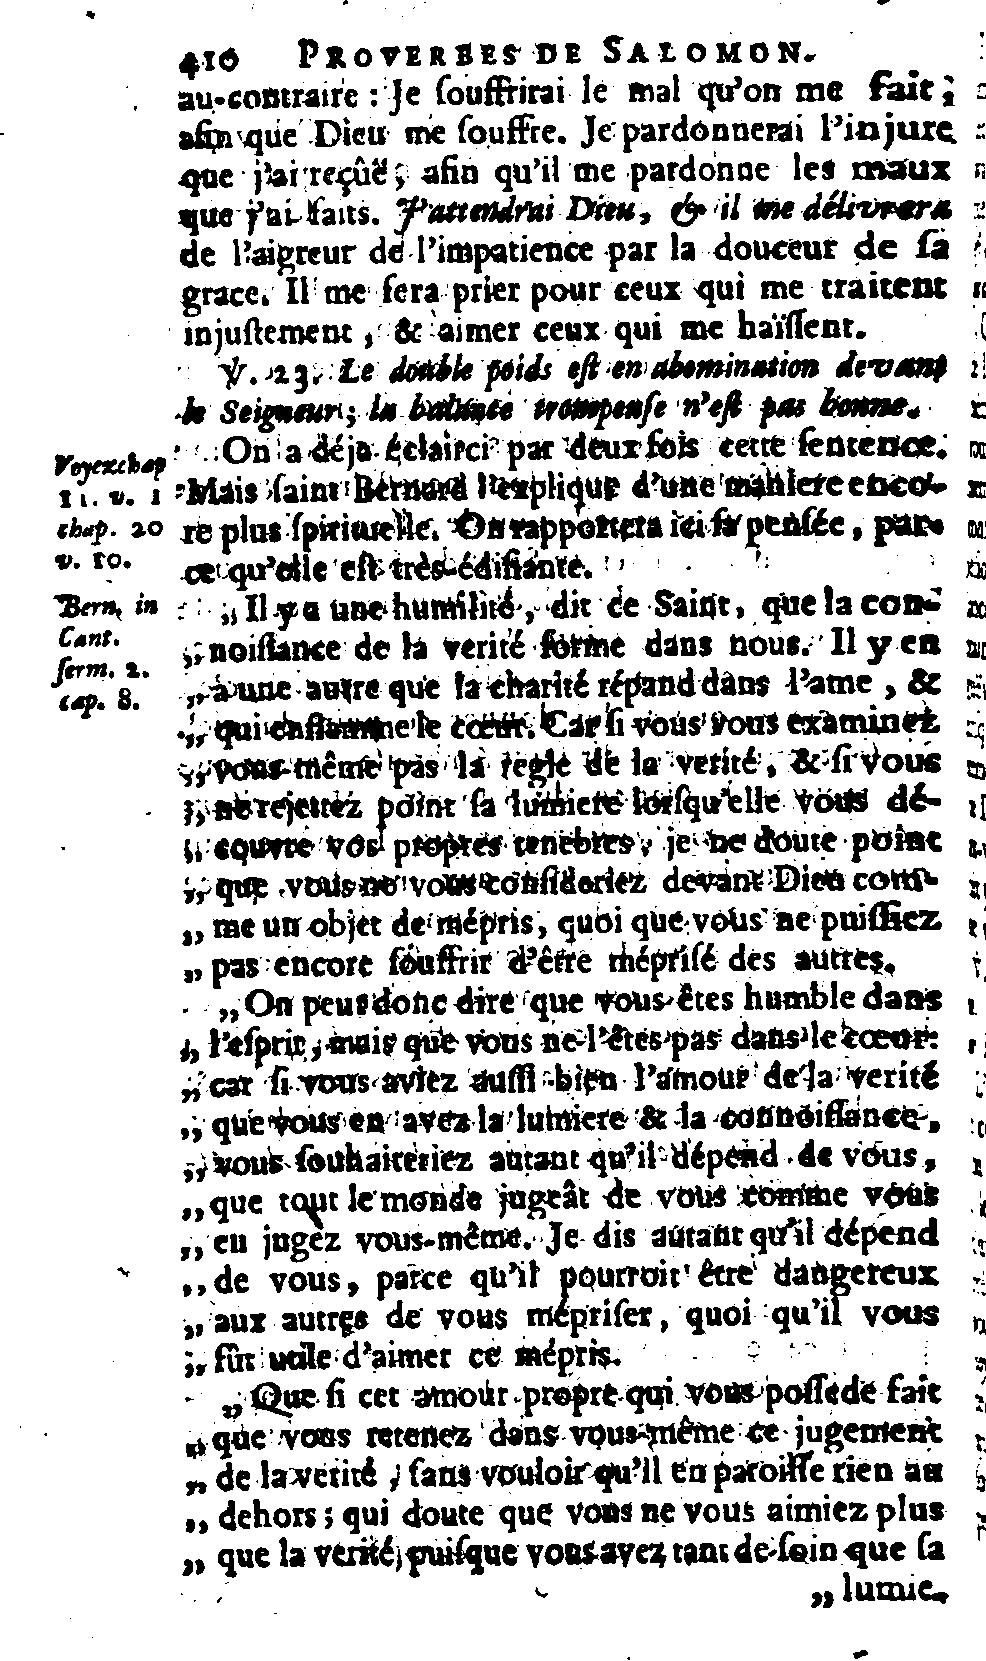 410 PROVERBES DE SALOMON.
au-contraire : Je ſouffrirai le mal qu'on me fait ;
afin que Dieu me ſouffre. Je pardonnerai l'injure
que j'ai reçûë ; afin qu'il me pardonne les maux
que j'ai faits. J'attendrai Dieu, & il me délivrera
de l'aigreur de l'impatience par la douceur de ſa
grace. Il me fera prier pour ceux qui me traitent
injuſtement, & aimer ceux qui me haïſſent.
℣. 23. Le double poids eſt en abomination devant
le Seigneur ; la balance trompeuſe n'eſt pas bonne.
On a déja éclairci par deux fois cette ſentence.
Mais ſaint Bernard l'explique d'une maniere enco-
re plus ſpirituelle. On rapportera ici ſa penſée, par-
ce qu'elle eſt très-édifiante.
Voyez chap
11. v. 1
chap. 20
v. 10.
Bern. in
Cant.
ſerm. 2.
cap. 8.
„ Il y a une humilité, dit ce Saint, que la con-
„ noiſſance de la verité forme dans nous. Il y en
„ a une autre que la charité répand dans l'ame, &
„ qui enflamme le cœur. Car ſi vous vous examinez
„ vous-même par la regle de la verité, & ſi vous
„ ne rejettez point ſa lumiere lorſqu'elle vous dé-
„ couvre vos propres tenebres, je ne doute point
„ que vous ne vous conſideriez devant Dieu com-
„ me un objet de mépris, quoi que vous ne puiſſiez
„ pas encore ſouffrir d'être mépriſé des autres.
„ On peut donc dire que vous êtes humble dans
„ l'eſprit, mais que vous ne l'êtes pas dans le cœur:
„ car ſi vous aviez auſſi-bien l'amour de la verité
„ que vous en avez la lumiere & la connoiſſance,
„ vous ſouhaiteriez autant qu'il dépend de vous,
„ que tout le monde jugeât de vous comme vous
„ en jugez vous-même. Je dis autant qu'il dépend
„ de vous, parce qu'il pourroit être dangereux
„ aux autres de vous mépriſer, quoi qu'il vous
„ fût utile d'aimer ce mépris.
„ Que ſi cet amour propre qui vous poſſede fait
„ que vous retenez dans vous-même ce jugement
„ de la verité, ſans vouloir qu'il en paroiſſe rien au
„ dehors ; qui doute que vous ne vous aimiez plus
„ que la verité, puiſque vous avez tant de ſoin que ſa
„ lumie-